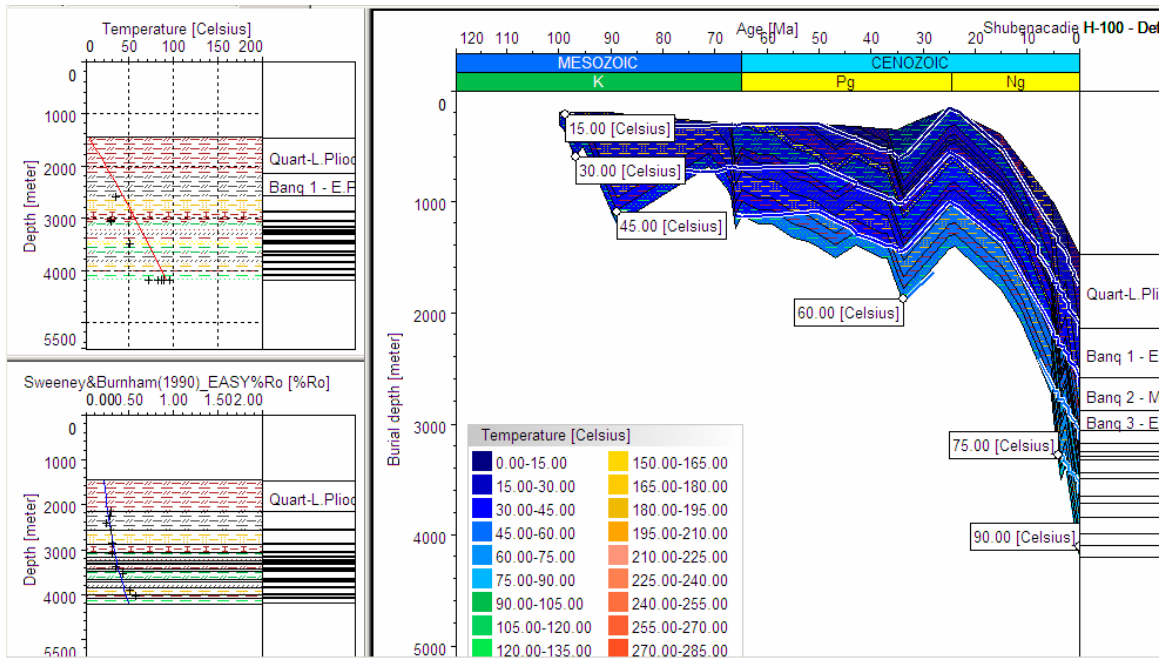 Temperature [Celsius]
0 50 100 150 200
0
1000
2000
3000
4000
5500
Depth [meter]
Quart-L.Plioc
Banq 1 - E.P
Sweeney&Burnham(1990)_EASY%Ro [%Ro]
0.000.50 1.00 1.502.00
0
1000
2000
3000
4000
5500
Depth [meter]
Quart-L.Plioc
Age [Ma]
Shubenacadie H-100 - Def
120 110 100 90 80 70 60 50 40 30 20 10 0
MESOZOIC CENOZOIC
K Pg Ng
0
1000
2000
3000
4000
5000
Burial depth [meter]
15.00 [Celsius]
30.00 [Celsius]
45.00 [Celsius]
60.00 [Celsius]
75.00 [Celsius]
90.00 [Celsius]
Quart-L.Pli
Banq 1 - E
Banq 2 - M
Banq 3 - E
Temperature [Celsius]
0.00-15.00 150.00-165.00
15.00-30.00 165.00-180.00
30.00-45.00 180.00-195.00
45.00-60.00 195.00-210.00
60.00-75.00 210.00-225.00
75.00-90.00 225.00-240.00
90.00-105.00 240.00-255.00
105.00-120.00 255.00-270.00
120.00-135.00 270.00-285.00